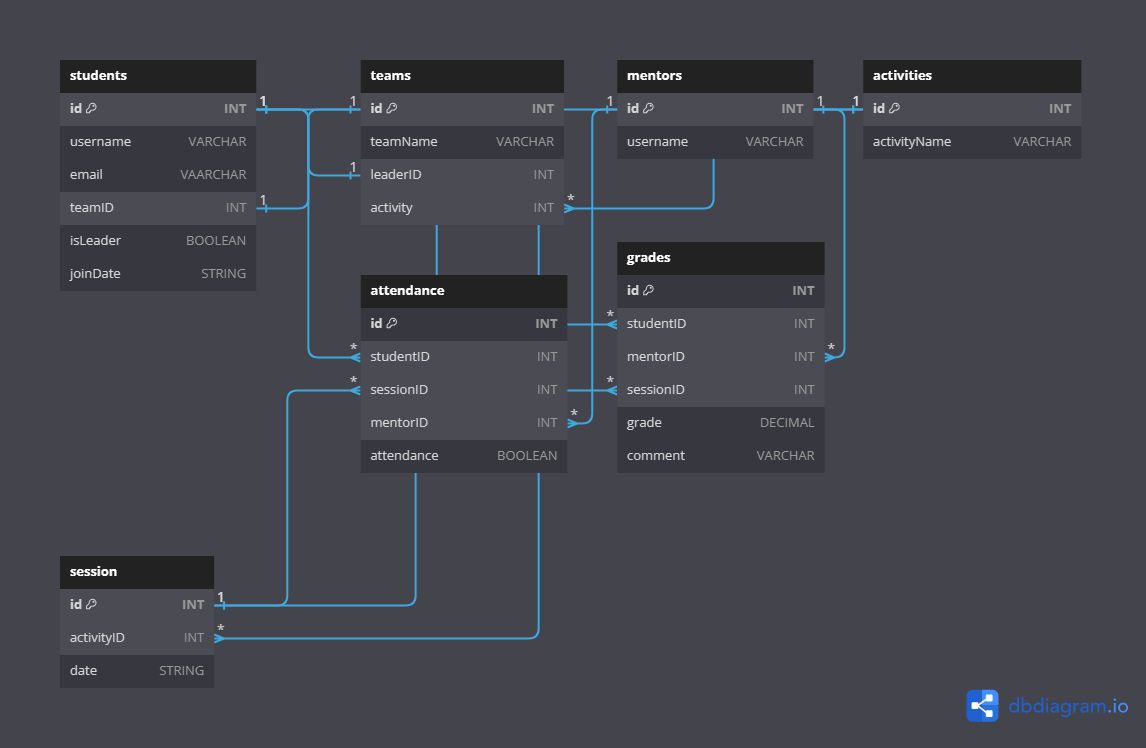 students
id INT
username VARCHAR
email VAARCHAR
teamID INT
isLeader BOOLEAN
joinDate STRING
teams
id INT
teamName VARCHAR
leaderID INT
activity INT
mentors
id INT
username VARCHAR
activities
id INT
activityName VARCHAR
attendance
id INT
studentID INT
sessionID INT
mentorID INT
attendance BOOLEAN
grades
id INT
studentID INT
mentorID INT
sessionID INT
grade DECIMAL
comment VARCHAR
session
id INT
activityID INT
date STRING
1
1
1
1
1
1
1
*
*
*
*
*
*
*
1
*
dbdiagram.io